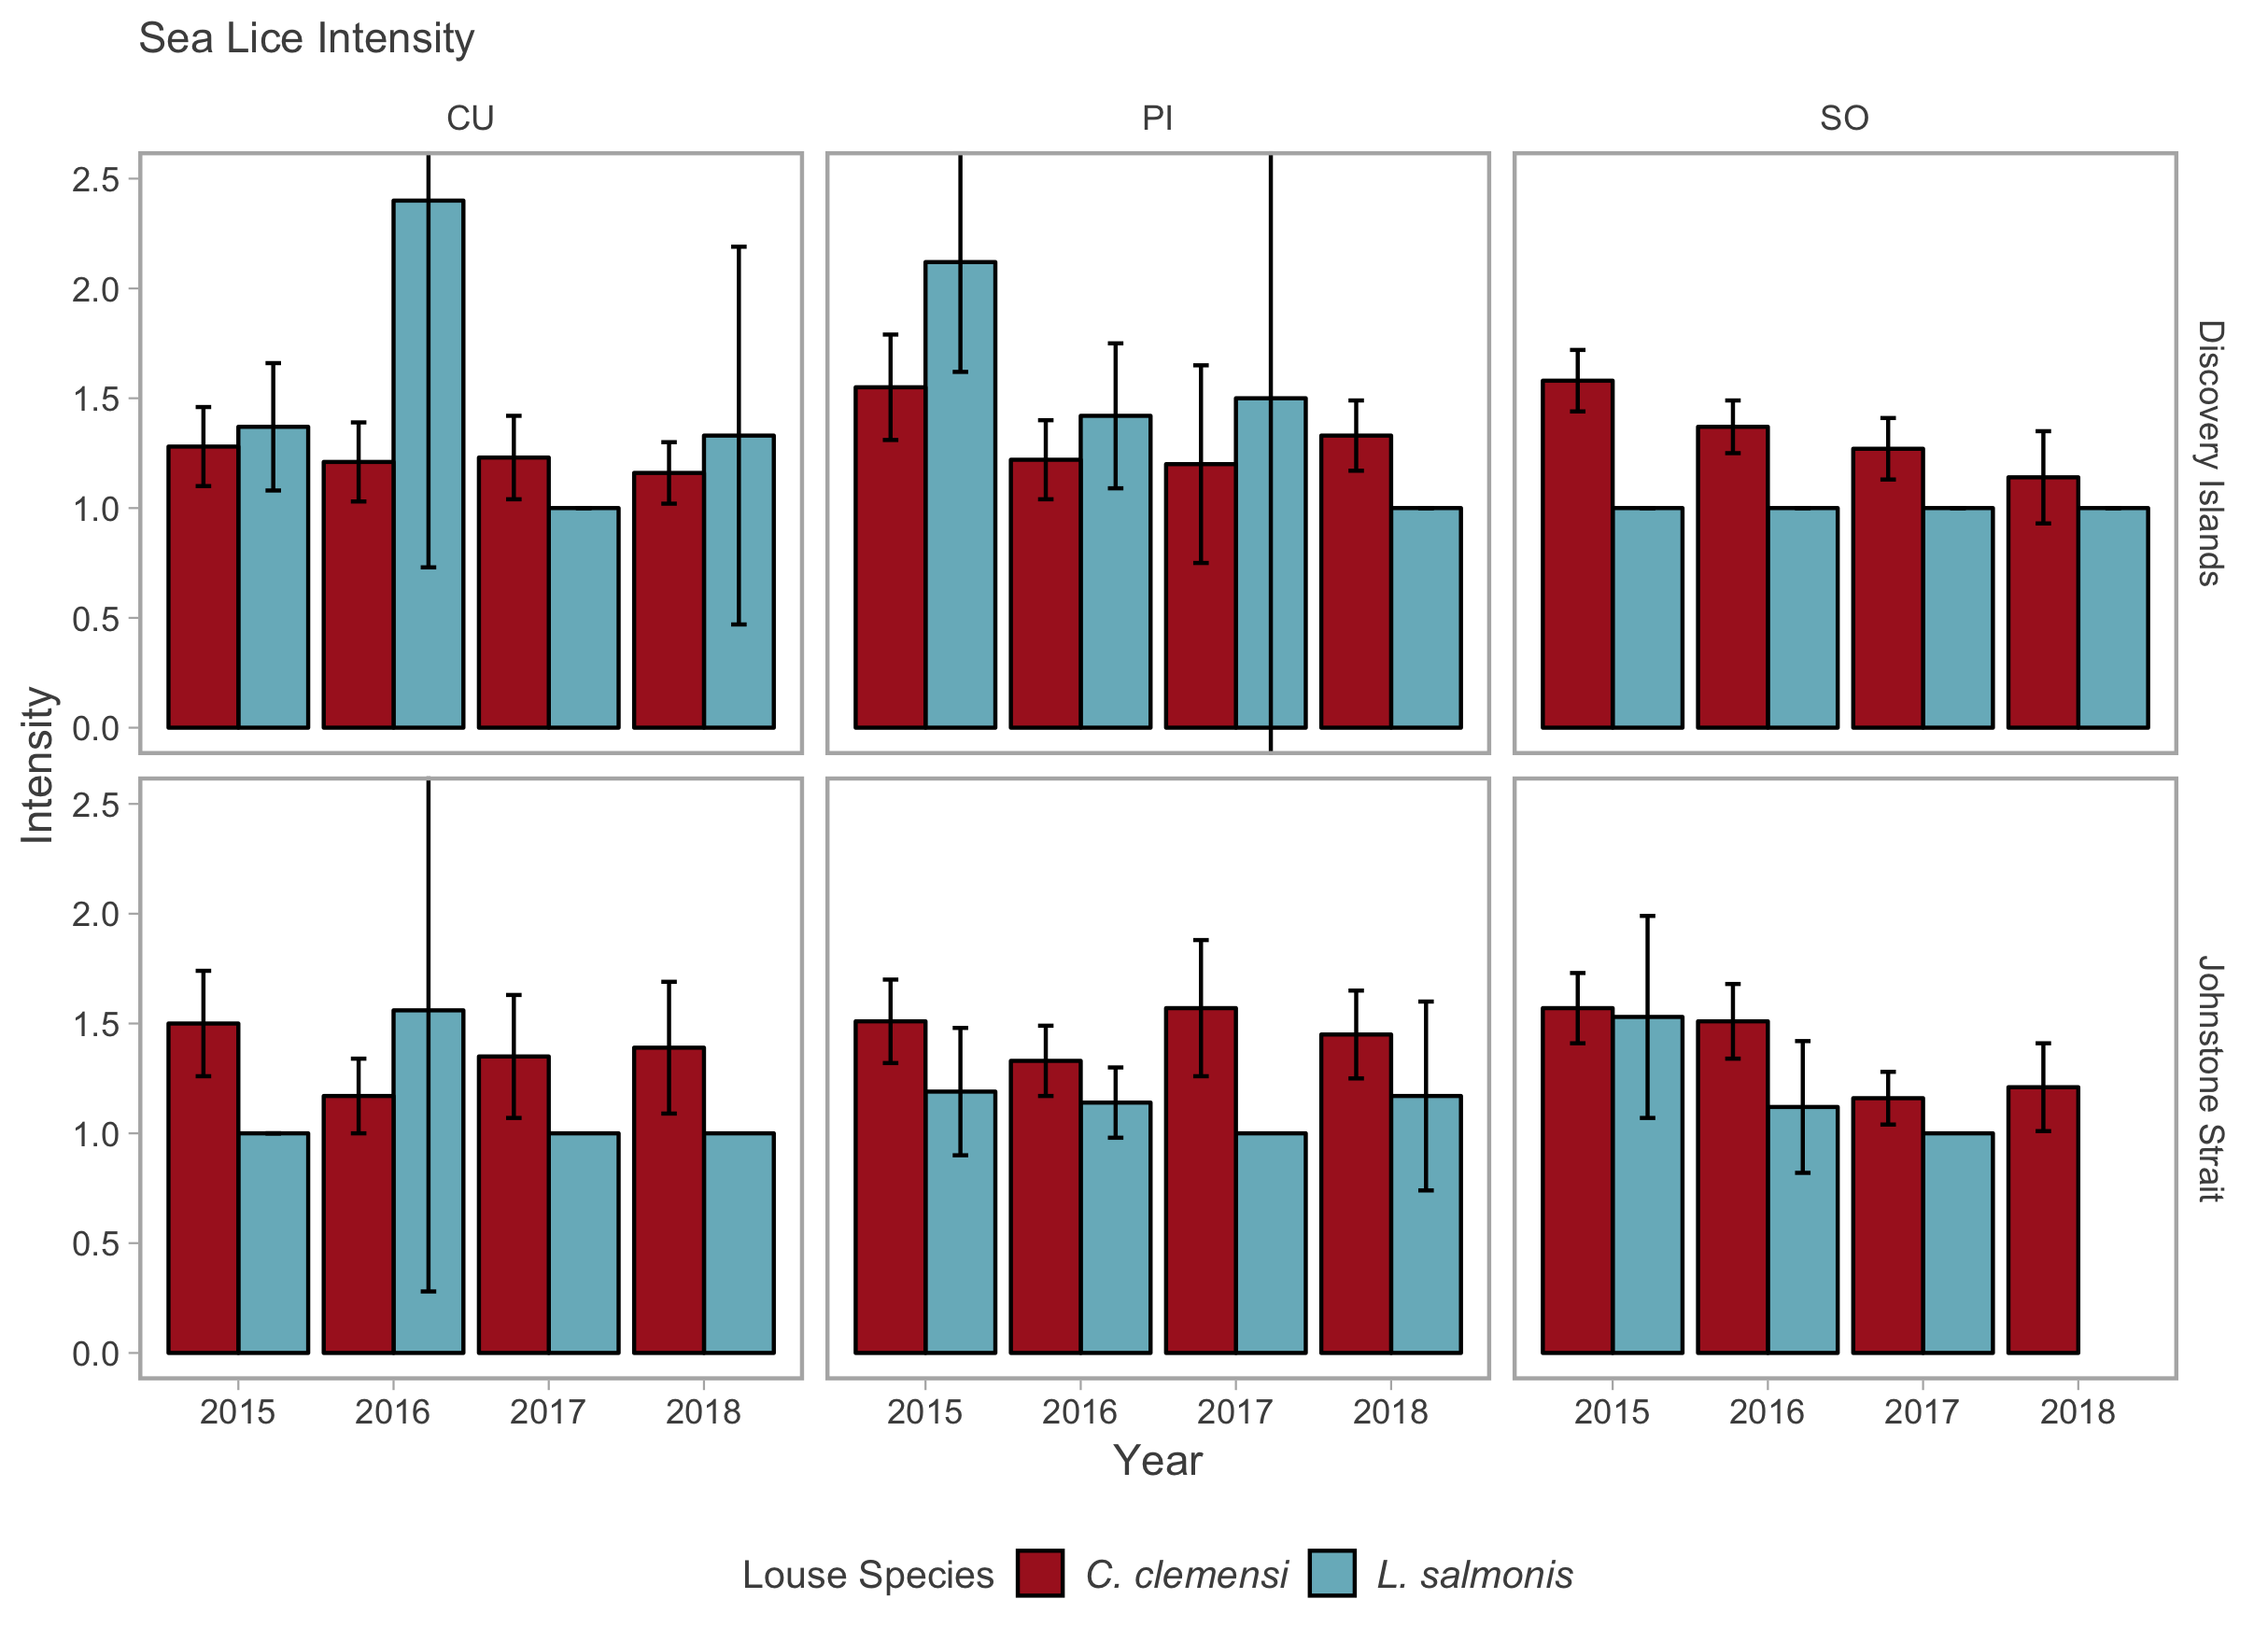 Sea Lice Intensity
CU PI SO
2.5
2.0
1.5
1.0
0.5
0.0
Discovery Islands
Intensity
2.5
2.0
1.5
1.0
0.5
0.0
Johnstone Strait
2015 2016 2017 2018 2015 2016 2017 2018 2015 2016 2017 2018
Year
Louse Species C. clemensi L. salmonis